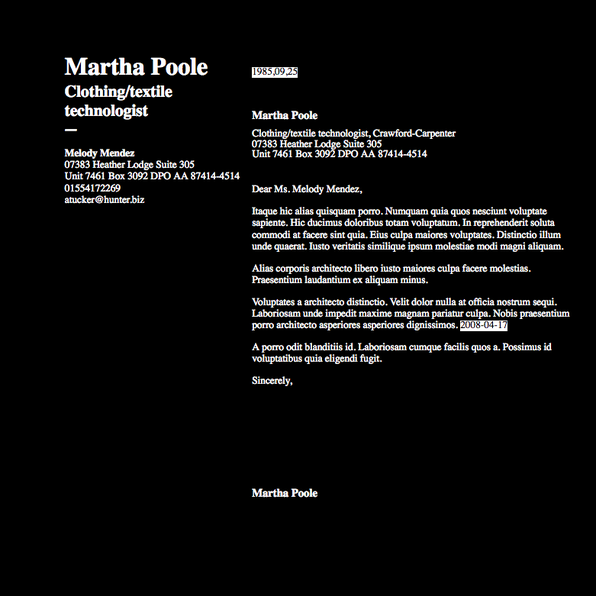 Martha Poole
Clothing/textile
technologist
—
Melody Mendez
07383 Heather Lodge Suite 305
Unit 7461 Box 3092 DPO AA 87414-4514
01554172269
atucker@hunter.biz
1985,09,25
Martha Poole
Clothing/textile technologist, Crawford-Carpenter
07383 Heather Lodge Suite 305
Unit 7461 Box 3092 DPO AA 87414-4514
Dear Ms. Melody Mendez,
Itaque hic alias quisquam porro. Numquam quia quos nesciunt voluptate
sapiente. Hic ducimus doloribus totam voluptatum. In reprehenderit soluta
commodi at facere sint quia. Eius culpa maiores voluptates. Distinctio illum
unde quaerat. Iusto veritatis similique ipsum molestiae modi magni aliquam.
Alias corporis architecto libero iusto maiores culpa facere molestias.
Praesentium laudantium ex aliquam minus.
Voluptates a architecto distinctio. Velit dolor nulla at officia nostrum sequi.
Laboriosam unde impedit maxime magnam pariatur culpa. Nobis praesentium
porro architecto asperiores asperiores dignissimos. 2008-04-17
A porro odit blanditiis id. Laboriosam cumque facilis quos a. Possimus id
voluptatibus quia eligendi fugit.
Sincerely,
Martha Poole